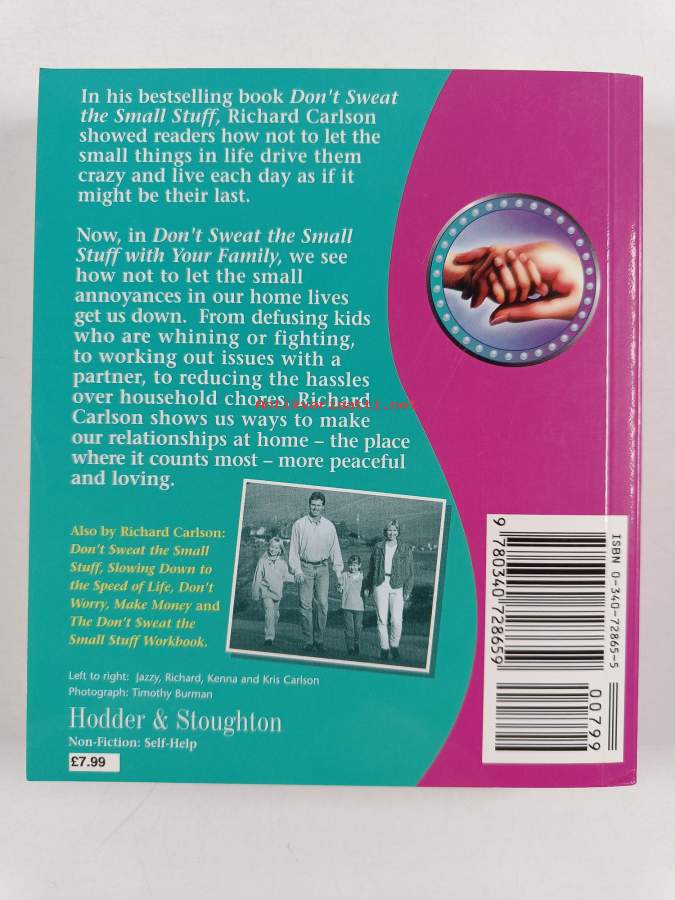 In his bestselling book Don't Sweat
the Small Stuff, Richard Carlson
showed readers how not to let the
small things in life drive them
crazy and live each day as if it
might be their last.
Now, in Don't Sweat the Small
Stuff with Your Family, we see
how not to let the small
annoyances in our home lives
get us down. From defusing kids
who are whining or fighting,
to working out issues with a
partner, to reducing the hassles
over household chores, Richard
Carlson shows us ways to make
our relationships at home – the place
where it counts most – more peaceful
and loving.
Antikvariaatti.net
Also by Richard Carlson:
Don't Sweat the Small
Stuff, Slowing Down to
the Speed of Life, Don't
Worry, Make Money and
The Don't Sweat the
Small Stuff Workbook.
Left to right: Jazzy, Richard, Kenna and Kris Carlson
Photograph: Timothy Burman
Hodder & Stoughton
Non-Fiction: Self-Help
£7.99
ISBN 0-340-72865-5
9 780340 728659
00799